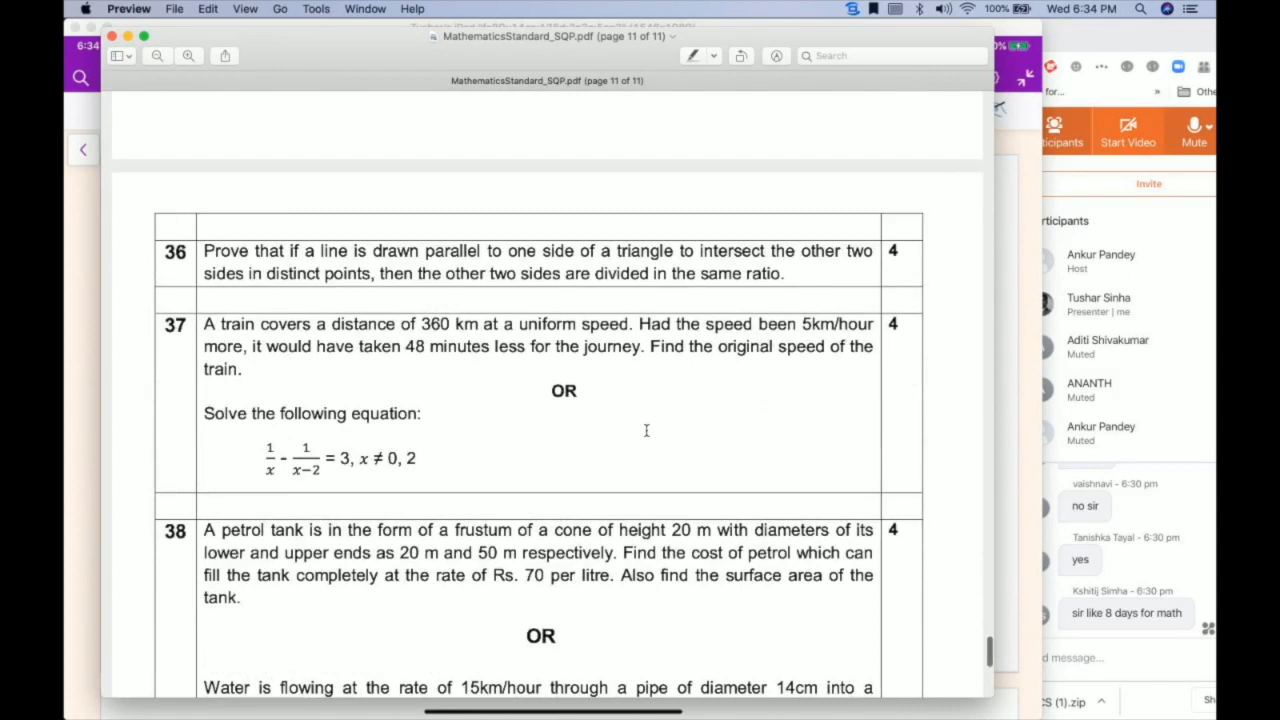 Preview File Edit View Go Tools Window Help
100% Wed 6:34 PM
6:34
MathematicsStandard_SQP.pdf (page 11 of 11)
Search
MathematicsStandard_SQP.pdf (page 11 of 11)
36 Prove that if a line is drawn parallel to one side of a triangle to intersect the other two 4
sides in distinct points, then the other two sides are divided in the same ratio.
37 A train covers a distance of 360 km at a uniform speed. Had the speed been 5km/hour 4
more, it would have taken 48 minutes less for the journey. Find the original speed of the
train.
OR
Solve the following equation:
1/x - 1/(x−2) = 3, x ≠ 0, 2
38 A petrol tank is in the form of a frustum of a cone of height 20 m with diameters of its 4
lower and upper ends as 20 m and 50 m respectively. Find the cost of petrol which can
fill the tank completely at the rate of Rs. 70 per litre. Also find the surface area of the
tank.
OR
Water is flowing at the rate of 15km/hour through a pipe of diameter 14cm into a
for...
» Othe
ticipants Start Video Mute
Invite
rticipants
Ankur Pandey
Host
Tushar Sinha
Presenter | me
Aditi Shivakumar
Muted
ANANTH
Muted
Ankur Pandey
Muted
vaishnavi - 6:30 pm
no sir
Tanishka Tayal - 6:30 pm
yes
Kshitij Simha - 6:30 pm
sir like 8 days for math
d message...
CS (1).zip
Sh